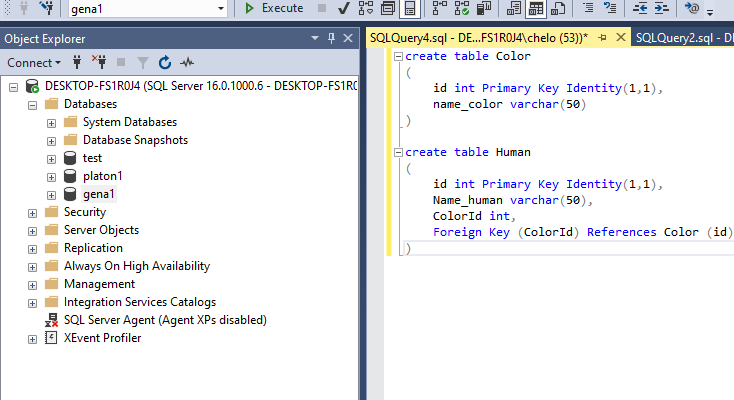 gena1
Execute
Object Explorer
Connect
DESKTOP-FS1R0J4 (SQL Server 16.0.1000.6 - DESKTOP-FS1R0
Databases
System Databases
Database Snapshots
test
platon1
gena1
Security
Server Objects
Replication
Always On High Availability
Management
Integration Services Catalogs
SQL Server Agent (Agent XPs disabled)
XEvent Profiler
SQLQuery4.sql - DE...FS1R0J4\chelo (53))*
SQLQuery2.sql - DE
create table Color
(
id int Primary Key Identity(1,1),
name_color varchar(50)
)
create table Human
(
id int Primary Key Identity(1,1),
Name_human varchar(50),
ColorId int,
Foreign Key (ColorId) References Color (id)
)